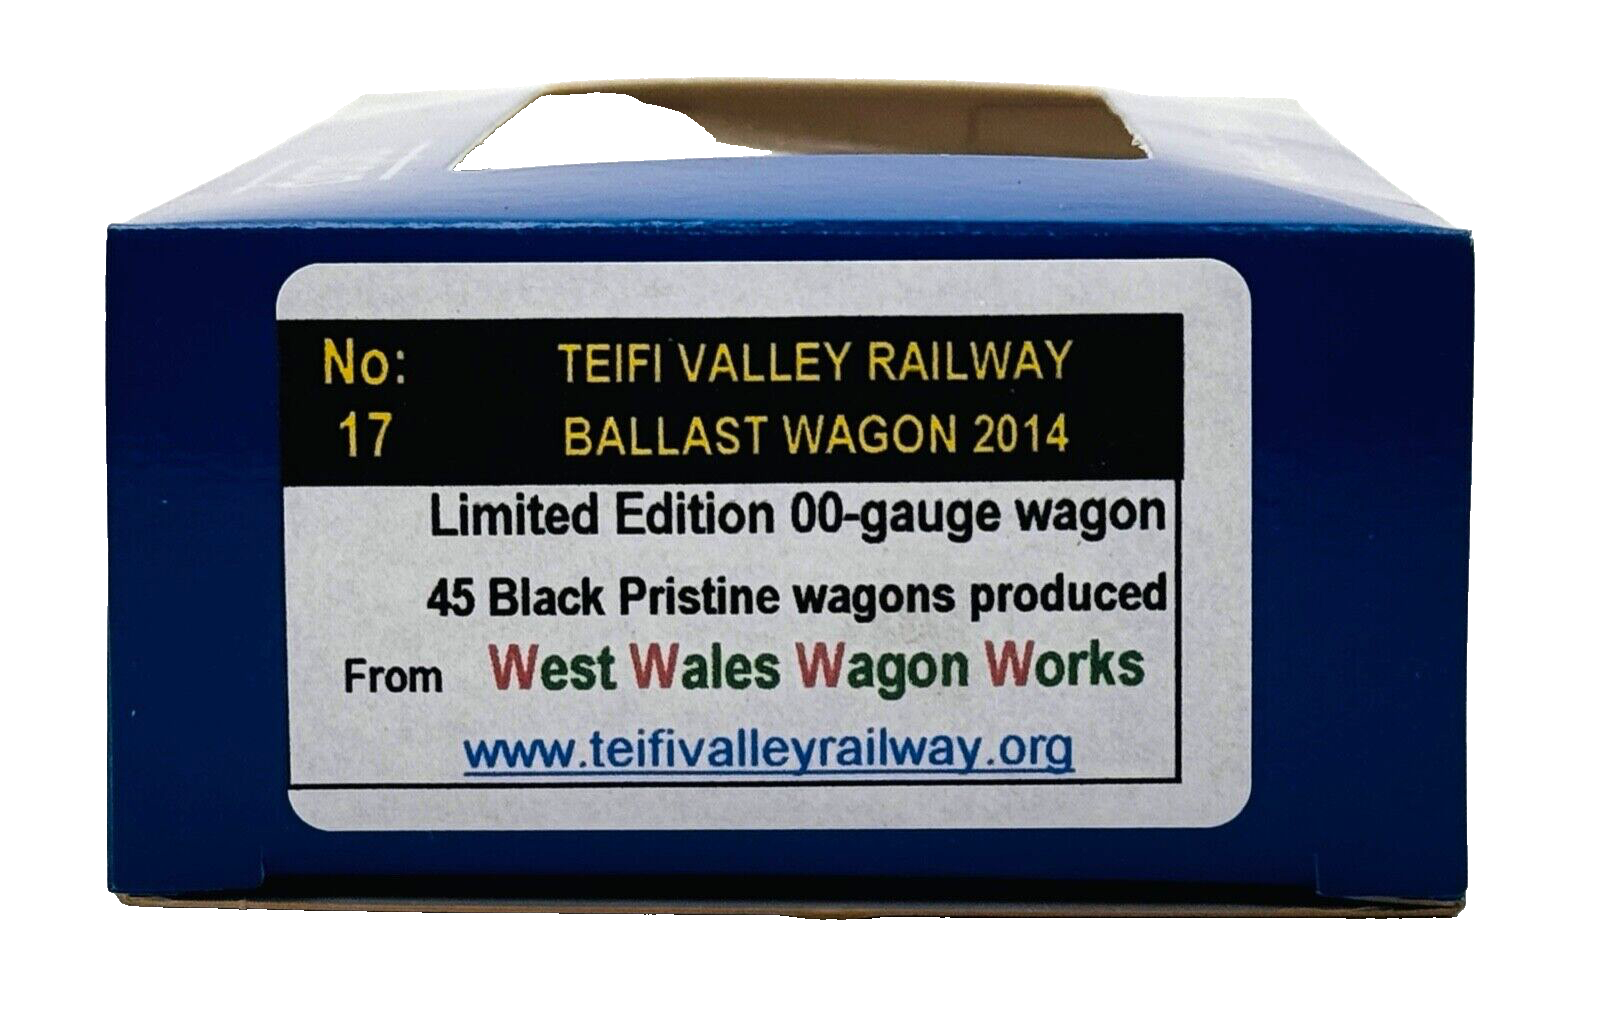 No: TEIFI VALLEY RAILWAY
17 BALLAST WAGON 2014
Limited Edition 00-gauge wagon
45 Black Pristine wagons produced
From West Wales Wagon Works
www.teifivalleyrailway.org